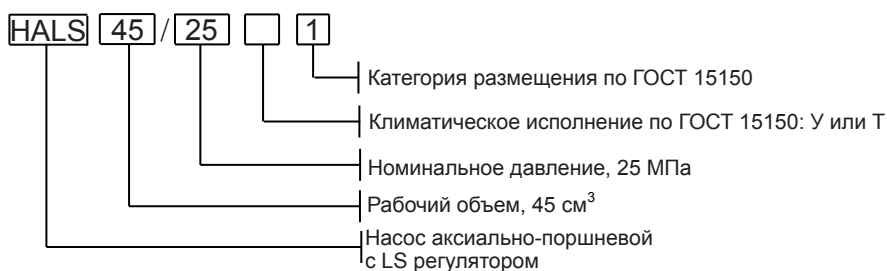 HALS 45 / 25 1
Категория размещения по ГОСТ 15150
Климатическое исполнение по ГОСТ 15150: У или Т
Номинальное давление, 25 МПа
Рабочий объем, 45 см³
Насос аксиально-поршневой
с LS регулятором